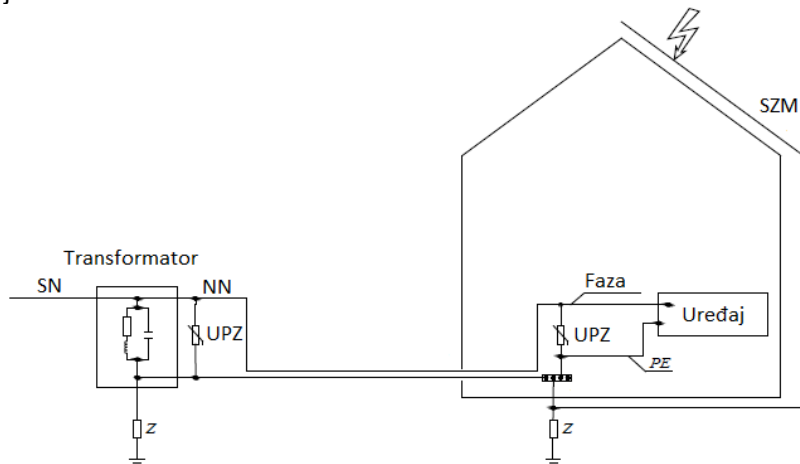 SZM
Transformator
SN
NN
UPZ
Faza
Uređaj
UPZ
PE
Z
Z